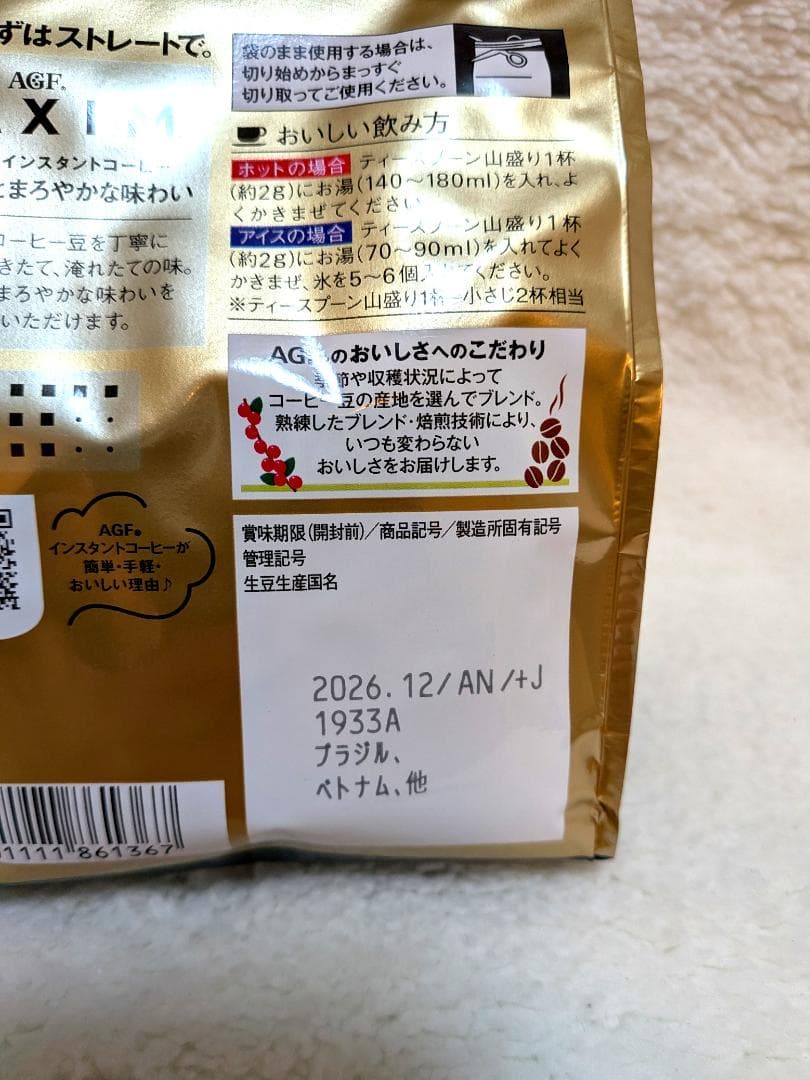 ずはストレートで。
AGF®
X I M
インスタントコーヒー
まろやかな味わい
コーヒー豆を丁寧に
きたて、淹れたての味。
まろやかな味わいを
いただけます。
袋のまま使用する場合は、
切り始めからまっすぐ
切り取ってご使用ください。
おいしい飲み方
ホットの場合 ティースプーン山盛り1杯
(約2g)にお湯(140〜180ml)を入れ、よ
くかきまぜてください
アイスの場合 ティースプーン山盛り1杯
(約2g)にお湯(70〜90ml)を入れてよく
かきまぜ、氷を5〜6個入れてください。
※ティースプーン山盛り1杯=小さじ2杯相当
AGF®のおいしさへのこだわり
季節や収穫状況によって
コーヒー豆の産地を選んでブレンド。
熟練したブレンド・焙煎技術により、
いつも変わらない
おいしさをお届けします。
AGF®
インスタントコーヒーが
簡単・手軽・
おいしい理由♪
賞味期限(開封前)/商品記号/製造所固有記号
管理記号
生豆生産国名
2026.12/AN/+J
1933A
ブラジル、
ベトナム、他
1111 861367